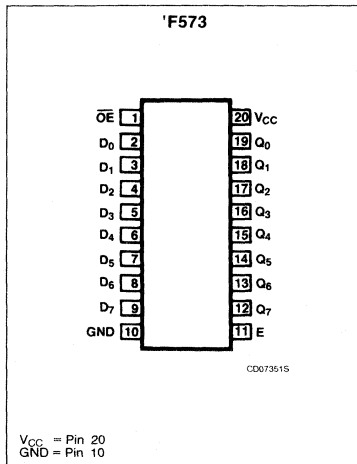 'F573
OE 1 20 VCC
D0 2 19 Q0
D1 3 18 Q1
D2 4 17 Q2
D3 5 16 Q3
D4 6 15 Q4
D5 7 14 Q5
D6 8 13 Q6
D7 9 12 Q7
GND 10 11 E
CD07351S
VCC = Pin 20
GND = Pin 10